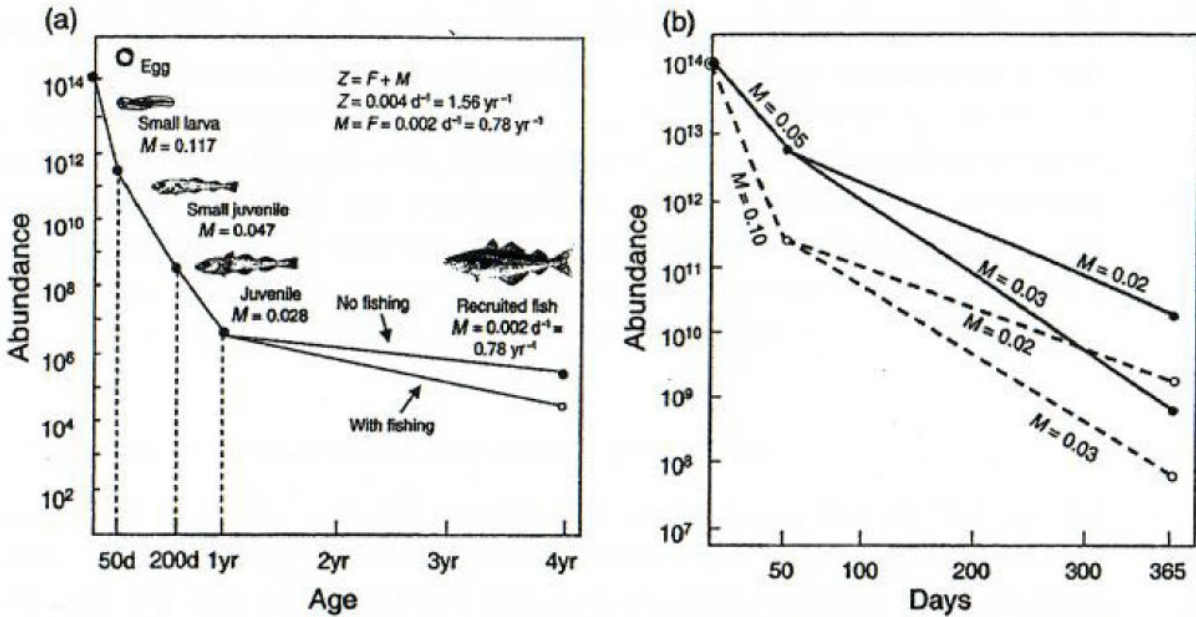 (a)
Egg
Small larva
M = 0.117
Small juvenile
M = 0.047
Juvenile
M = 0.028
Z = F + M
Z = 0.004 d⁻¹ = 1.56 yr⁻¹
M = F = 0.002 d⁻¹ = 0.78 yr⁻¹
No fishing
With fishing
Recruited fish
M = 0.002 d⁻¹ =
0.78 yr⁻¹
Abundance
10¹⁴
10¹²
10¹⁰
10⁸
10⁶
10⁴
10²
50d 200d 1yr 2yr 3yr 4yr
Age
(b)
Abundance
10¹⁴
10¹³
10¹²
10¹¹
10¹⁰
10⁹
10⁸
10⁷
M = 0.05
M = 0.10
M = 0.02
M = 0.03
M = 0.02
M = 0.03
50 100 200 300 365
Days